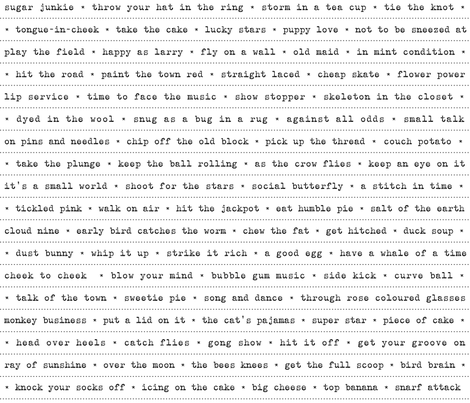 sugar junkie * throw your hat in the ring * storm in a tea cup * tie the knot *
* tongue-in-cheek * take the cake * lucky stars * puppy love * not to be sneezed at
play the field * happy as larry * fly on a wall * old maid * in mint condition *
* hit the road * paint the town red * straight laced * cheap skate * flower power
lip service * time to face the music * show stopper * skeleton in the closet *
* dyed in the wool * snug as a bug in a rug * against all odds * small talk
on pins and needles * chip off the old block * pick up the thread * couch potato *
* take the plunge * keep the ball rolling * as the crow flies * keep an eye on it
it's a small world * shoot for the stars * social butterfly * a stitch in time *
* tickled pink * walk on air * hit the jackpot * eat humble pie * salt of the earth
cloud nine * early bird catches the worm * chew the fat * get hitched * duck soup *
* dust bunny * whip it up * strike it rich * a good egg * have a whale of a time
cheek to cheek * blow your mind * bubble gum music * side kick * curve ball *
* talk of the town * sweetie pie * song and dance * through rose coloured glasses
monkey business * put a lid on it * the cat's pajamas * super star * piece of cake *
* head over heels * catch flies * gong show * hit it off * get your groove on
ray of sunshine * over the moon * the bees knees * get the full scoop * bird brain *
* knock your socks off * icing on the cake * big cheese * top banana * snarf attack